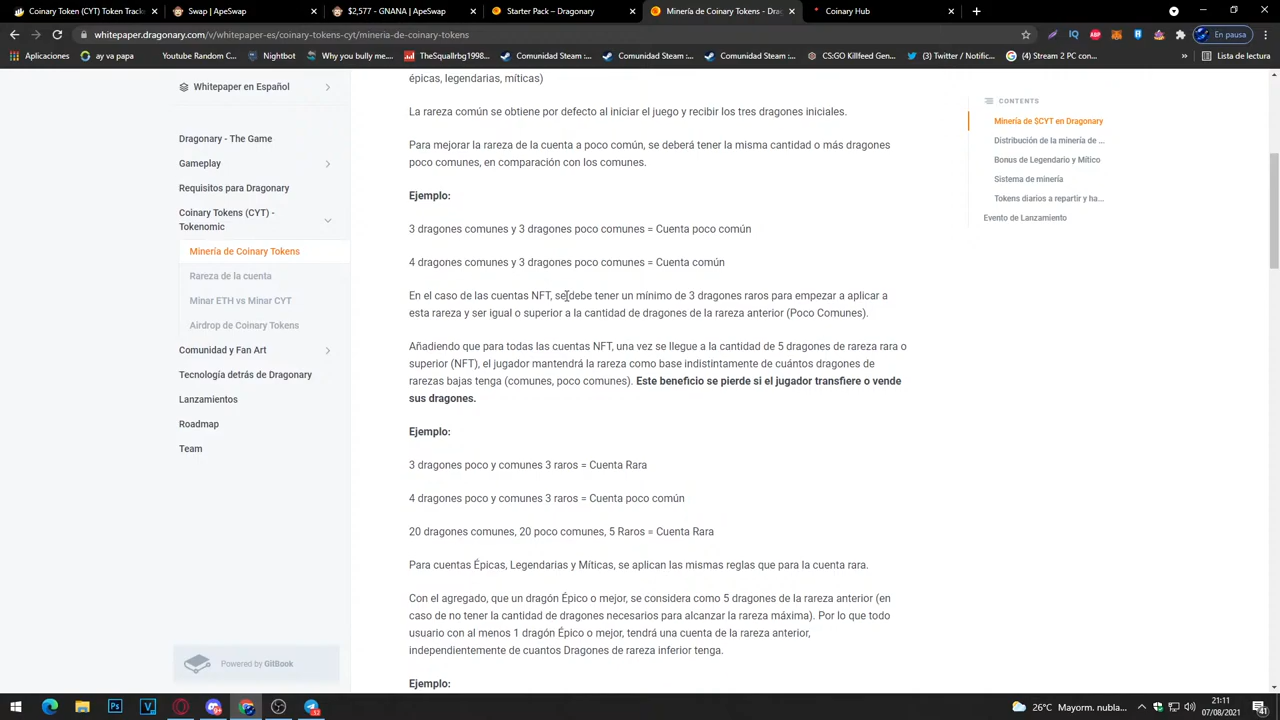 Coinary Token (CYT) Token Track
$2,577 - GNANA | PanamaSwap
Star Path – Dragonary
Minería de Coinary Tokens - Dra
Poocoin Hub
whitepaper.dragonary.com/whitepaper-es/coinary-tokens-cyt/mineria-de-coinary-tokens
En pausa
Aplicaciones
ay va papa
Youtube Random C...
Netflix
Why you bully me....
TheSquallrbg1998...
Community Steam :...
Community Steam :...
Community Steam :...
CS:GO Killfeed Gen...
(3) Twitter / Notific...
(4) Stream 2 PC con...
Lista de lectura
Whitepaper en Español
Dragonary - The Game
Gameplay
Requisitos para Dragonary
Coinary Tokens (CYT) -
Tokenomic
Minería de Coinary Tokens
Rareza de la cuenta
Minar ETH vs Minar CYT
Airdrop de Coinary Tokens
Comunidad y Fan Art
Tecnología detrás de Dragonary
Lanzamientos
Roadmap
Team
Powered by GitBook
épicas, legendarias, míticas)
La rareza común se obtiene por defecto al iniciar el juego y recibir los tres dragones iniciales.
Para mejorar la rareza de la cuenta a poco común, se deberá tener la misma cantidad o más dragones
poco comunes, en comparación con los comunes.
Ejemplo:
3 dragones comunes y 3 dragones poco comunes = Cuenta poco común
4 dragones comunes y 3 dragones poco comunes = Cuenta común
En el caso de las cuentas NFT, se debe tener un mínimo de 3 dragones raros para empezar a aplicar a
esta rareza y ser igual o superior a la cantidad de dragones de la rareza anterior (Poco Comunes).
Añadiendo que para todas las cuentas NFT, una vez se llegue a la cantidad de 5 dragones de rareza rara o
superior (NFT), el jugador mantendrá la rareza como base indistintamente de cuántos dragones de
rarezas bajas tenga (comunes, poco comunes). Este beneficio se pierde si el jugador transfiere o vende
sus dragones.
Ejemplo:
3 dragones poco y comunes 3 raros = Cuenta Rara
4 dragones poco y comunes 3 raros = Cuenta poco común
20 dragones comunes, 20 poco comunes, 5 Raros = Cuenta Rara
Para cuentas Épicas, Legendarias y Míticas, se aplican las mismas reglas que para la cuenta rara.
Con el agregado, que un dragón Épico o mejor, se considera como 5 dragones de la rareza anterior (en
caso de no tener la cantidad de dragones necesarios para alcanzar la rareza máxima). Por lo que todo
usuario con al menos 1 dragón Épico o mejor, tendrá una cuenta de la rareza anterior,
independientemente de cuantos Dragones de rareza inferior tenga.
Ejemplo:
CONTENTS
Minería de $CYT en Dragonary
Distribución de la minería de ...
Bonus de Legendario y Mítico
Sistema de minería
Tokens diarios a repartir y ha...
Evento de Lanzamiento
26°C Mayorm. nubla...
21:11
07/08/2021